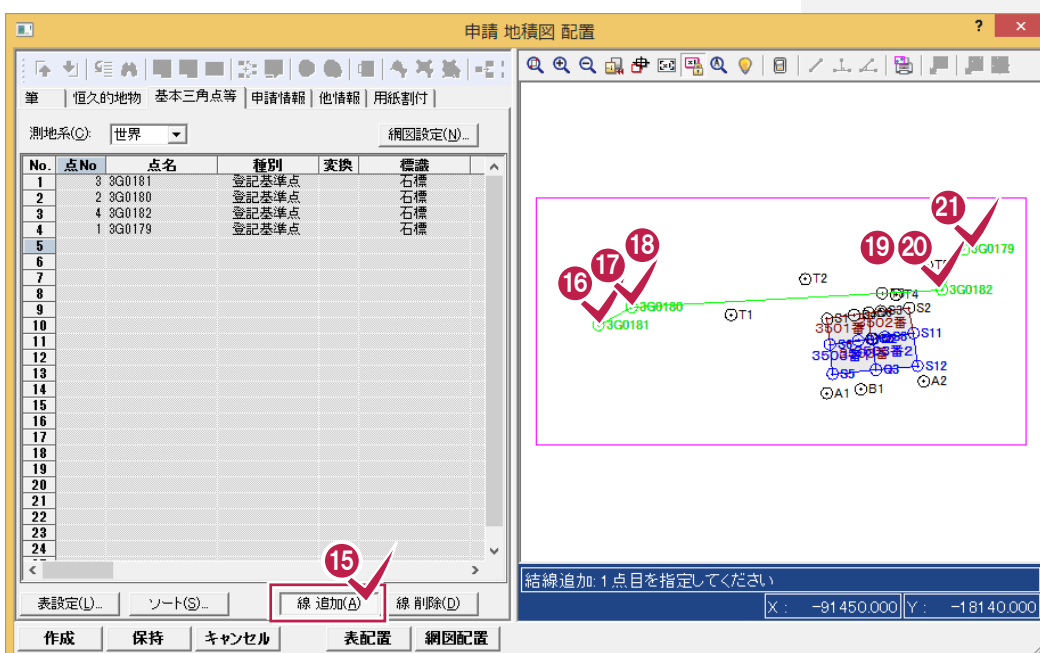 申請 地積図 配置
? ×
筆 恒久的地物 基本三角点等 申請情報 他情報 用紙割付
測地系(C): 世界 網図設定(N)...
No. 点No 点名 種別 変換 標識
1 3 3G0181 登記基準点 石標
2 2 3G0180 登記基準点 石標
3 4 3G0182 登記基準点 石標
4 1 3G0179 登記基準点 石標
5
6
7
8
9
10
11
12
13
14
15
16
17
18
19
20
21
22
23
24
⑮
表設定(L)... ソート(S)... 線 追加(A) 線 削除(D)
作成 保持 キャンセル 表配置 網図配置
㉑
⑯ ⑰ ⑱ ⑲ ⑳
3G0179
T2
3G0182
T4
3G0180
T1
3G0181
S2
3501番
S11
S5 Q3 S12
A1 B1 A2
結線追加:1点目を指定してください
X: -91450.000 Y: -18140.000